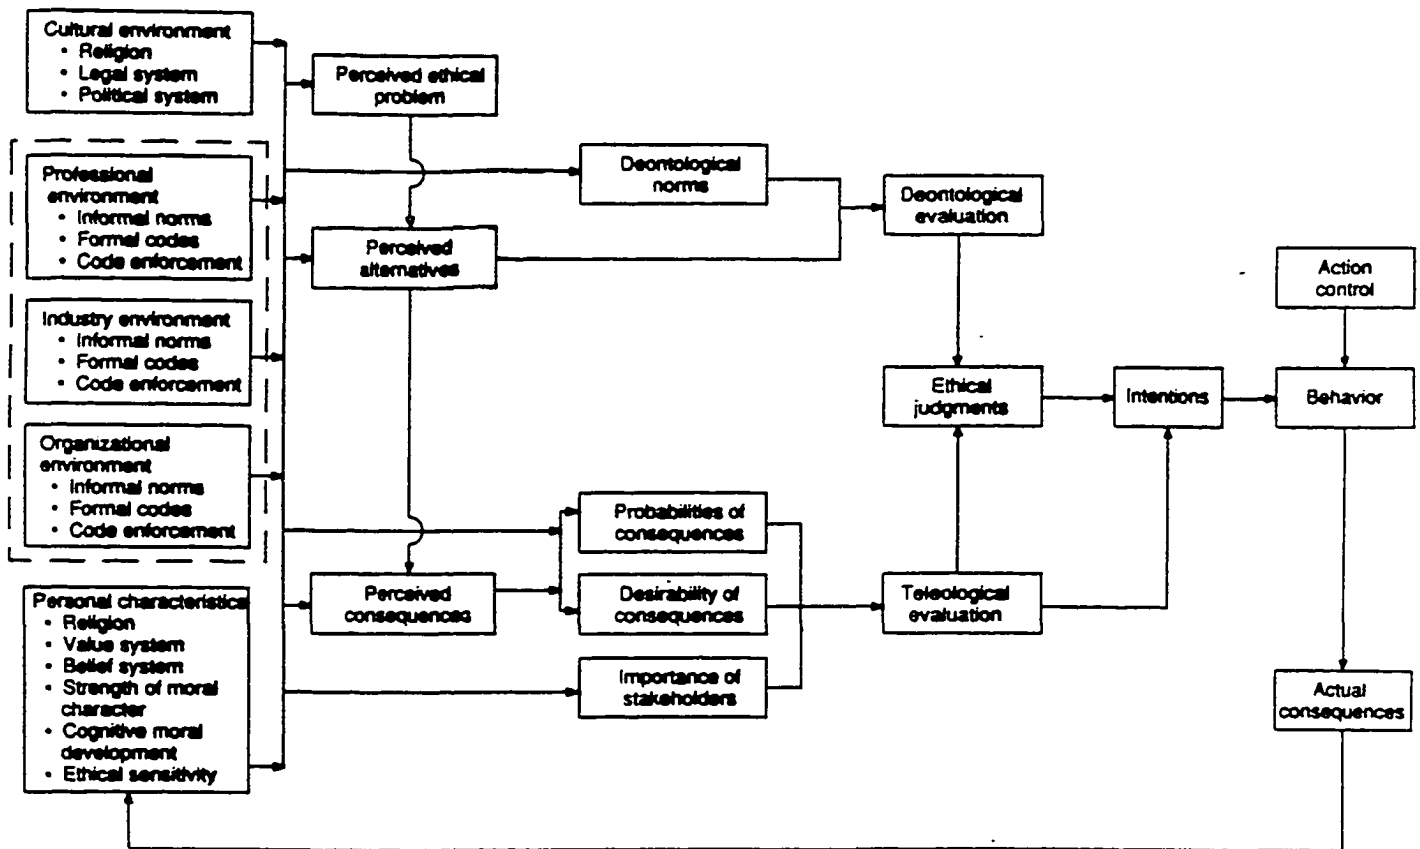 Cultural environment
• Religion
• Legal system
• Political system
Professional
environment
• Informal norms
• Formal codes
• Code enforcement
Industry environment
• Informal norms
• Formal codes
• Code enforcement
Organizational
environment
• Informal norms
• Formal codes
• Code enforcement
Personal characteristics
• Religion
• Value system
• Belief system
• Strength of moral
character
• Cognitive moral
development
• Ethical sensitivity
Perceived ethical
problem
Perceived
alternatives
Perceived
consequences
Deontological
norms
Probabilities of
consequences
Desirability of
consequences
Importance of
stakeholders
Deontological
evaluation
Ethical
judgments
Teleological
evaluation
Intentions
Action
control
Behavior
Actual
consequences